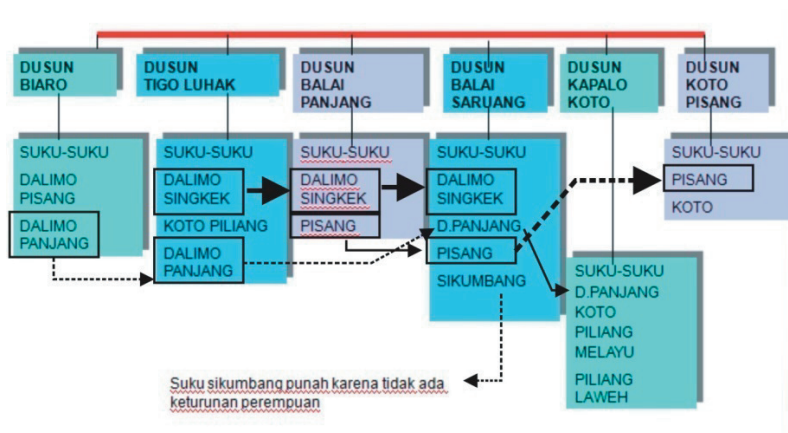 DUSUN
BIARO
DUSUN
TIGO LUHAK
DUSUN
BALAI
PANJANG
DUSUN
BALAI
SARUANG
DUSUN
KAPALO
KOTO
DUSUN
KOTO
PISANG
SUKU-SUKU
DALIMO
PISANG
DALIMO
PANJANG
SUKU-SUKU
DALIMO
SINGKEK
KOTO PILIANG
DALIMO
PANJANG
SUKU-SUKU
DALIMO
SINGKEK
PISANG
SUKU-SUKU
DALIMO
SINGKEK
D.PANJANG
PISANG
SIKUMBANG
SUKU-SUKU
D.PANJANG
KOTO
PILIANG
MELAYU
PILIANG
LAWEH
SUKU-SUKU
PISANG
KOTO
Suku sikumbang punah karena tidak ada
keturunan perempuan